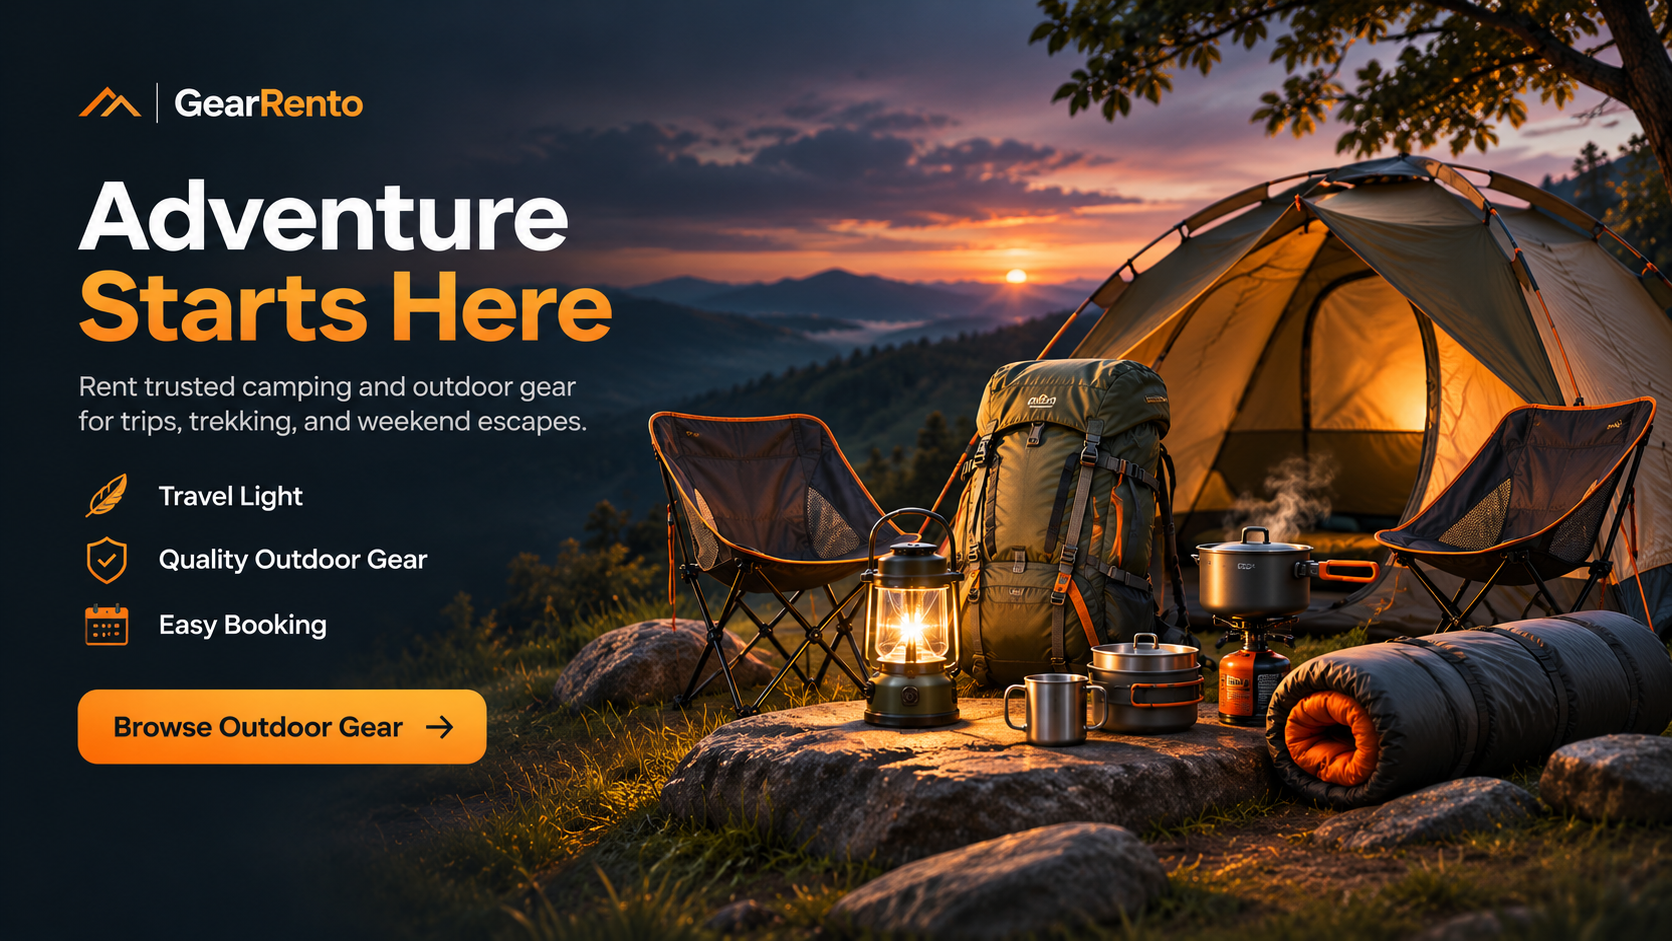 GearRento
Adventure
Starts Here
Rent trusted camping and outdoor gear
for trips, trekking, and weekend escapes.
Travel Light
Quality Outdoor Gear
Easy Booking
Browse Outdoor Gear